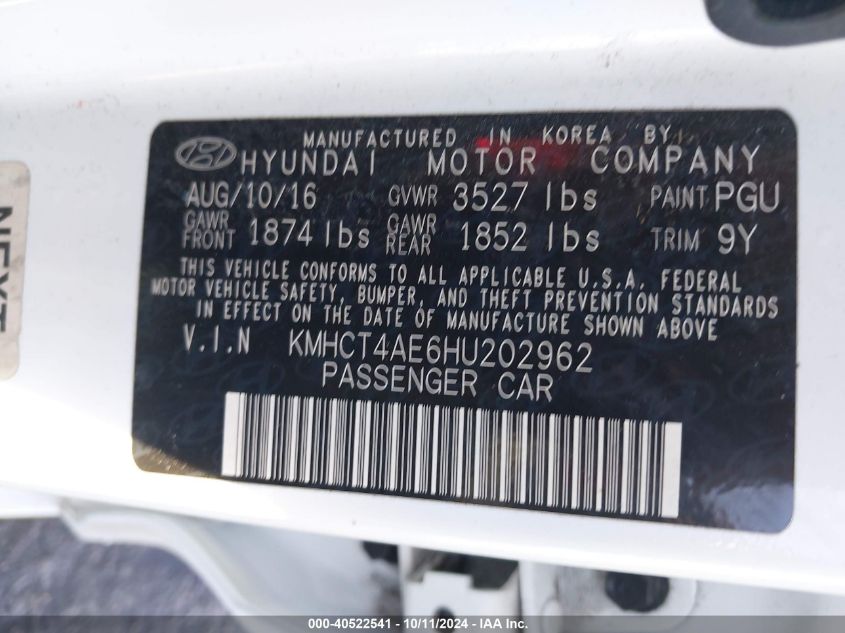 MANUFACTURED IN KOREA BY
HYUNDAI MOTOR COMPANY
AUG/10/16 GVWR 3527 lbs PAINT PGU
GAWR FRONT 1874 lbs GAWR REAR 1852 lbs TRIM 9Y
THIS VEHICLE CONFORMS TO ALL APPLICABLE U.S.A. FEDERAL
MOTOR VEHICLE SAFETY, BUMPER, AND THEFT PREVENTION STANDARDS
IN EFFECT ON THE DATE OF MANUFACTURE SHOWN ABOVE
V.I.N KMHCT4AE6HU202962
PASSENGER CAR
NEXT
000-40522541 - 10/11/2024 - IAA Inc.